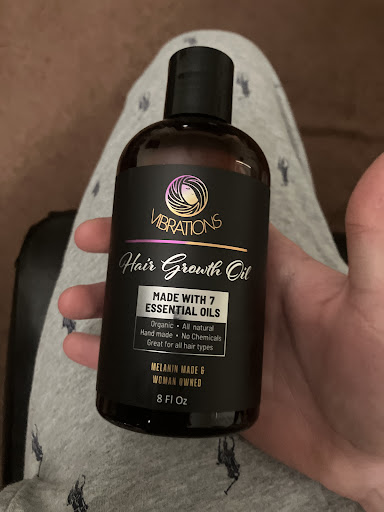 VIBRATIONS
Hair Growth Oil
MADE WITH 7
ESSENTIAL OILS
Organic • All natural
Hand made • No Chemicals
Great for all hair types
MELANIN MADE &
WOMAN OWNED
8 Fl Oz